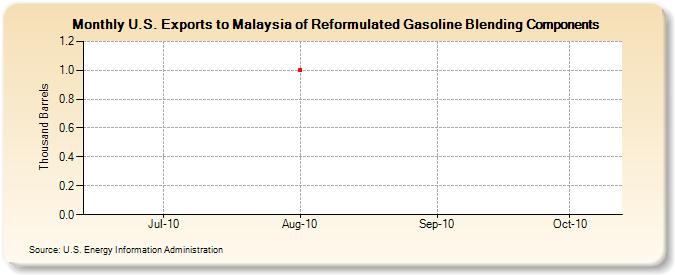 Monthly U.S. Exports to Malaysia of Reformulated Gasoline Blending Components
Thousand Barrels
1.2
1.0
0.8
0.6
0.4
0.2
0.0
Jul-10 Aug-10 Sep-10 Oct-10
Source: U.S. Energy Information Administration